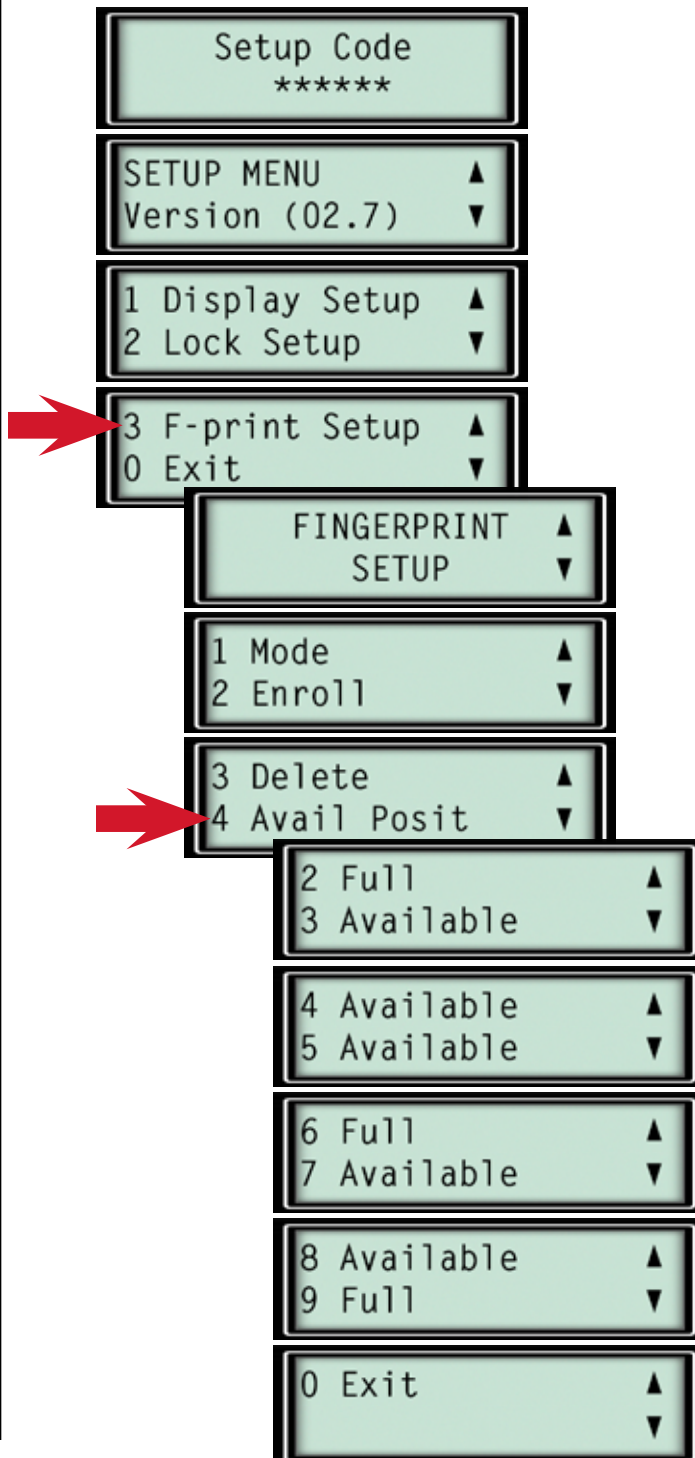 Setup Code
******
SETUP MENU ▲
Version (02.7) ▼
1 Display Setup ▲
2 Lock Setup ▼
3 F-print Setup ▲
0 Exit ▼
FINGERPRINT ▲
SETUP ▼
1 Mode ▲
2 Enroll ▼
3 Delete ▲
4 Avail Posit ▼
2 Full ▲
3 Available ▼
4 Available ▲
5 Available ▼
6 Full ▲
7 Available ▼
8 Available ▲
9 Full ▼
0 Exit ▲
▼